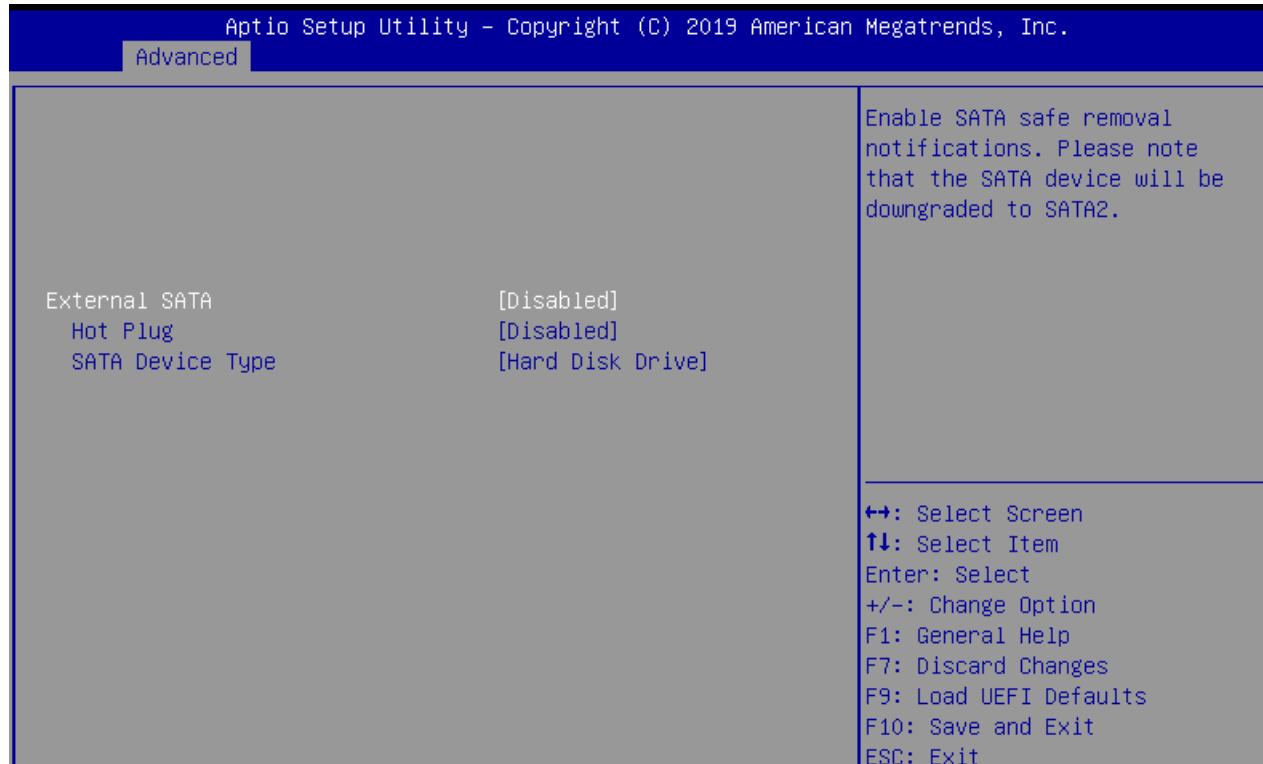 Aptio Setup Utility – Copyright (C) 2019 American Megatrends, Inc.
Advanced
External SATA [Disabled]
Hot Plug [Disabled]
SATA Device Type [Hard Disk Drive]
Enable SATA safe removal
notifications. Please note
that the SATA device will be
downgraded to SATA2.
↔: Select Screen
↑↓: Select Item
Enter: Select
+/-: Change Option
F1: General Help
F7: Discard Changes
F9: Load UEFI Defaults
F10: Save and Exit
ESC: Exit